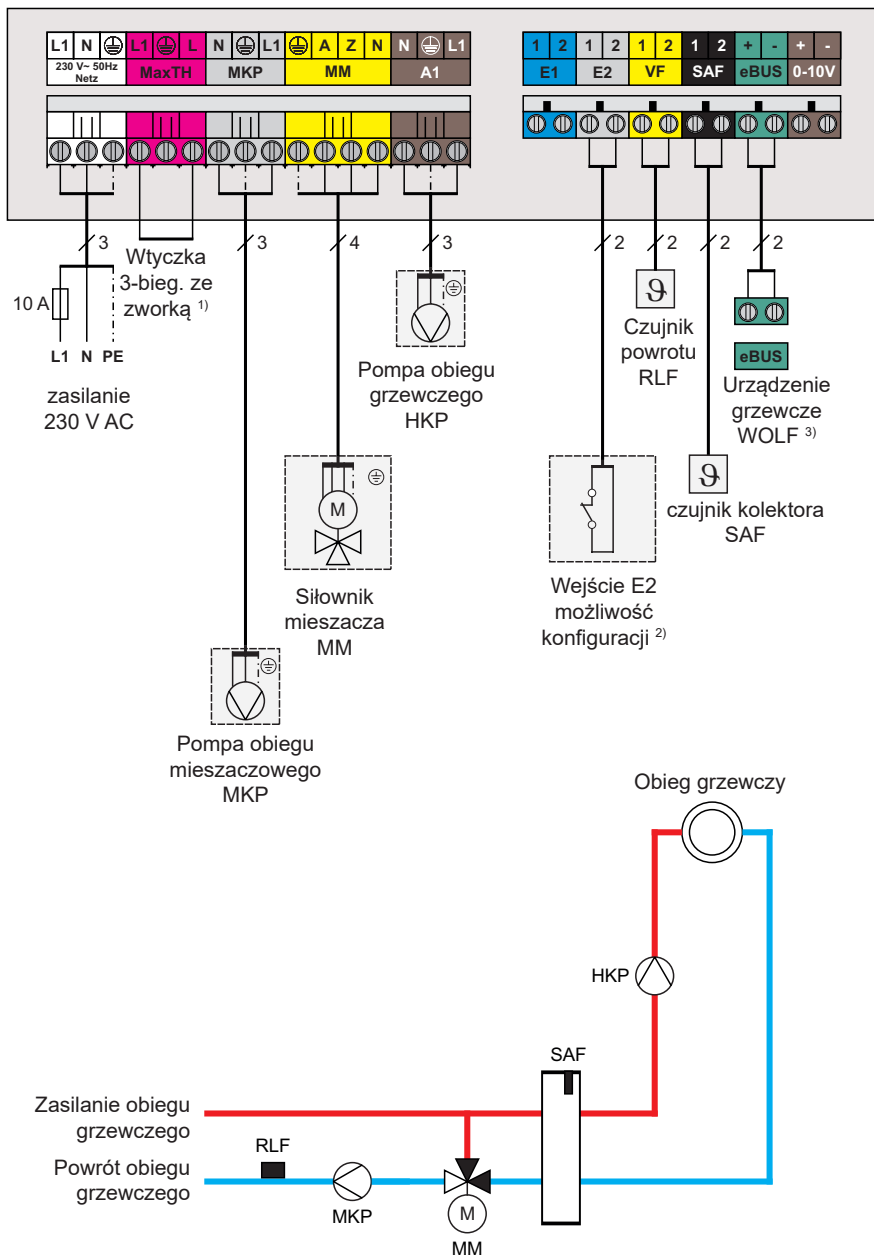 L1 N L1 L N L1 A Z N N L1
230 V~ 50Hz
Netz
MaxTH MKP MM A1
1 2 1 2 1 2 1 2 + - + -
E1 E2 VF SAF eBUS 0-10V
3 3 4 3 2 2 2 2
Wtyczka
3-bieg. ze
zworką 1)
10 A
L1 N PE
zasilanie
230 V AC
Pompa obiegu
grzewczego
HKP
M
Siłownik
mieszacza
MM
Pompa obiegu
mieszaczowego
MKP
ϑ
Czujnik
powrotu
RLF
eBUS
Urządzenie
grzewcze
WOLF 3)
ϑ
czujnik kolektora
SAF
Wejście E2
możliwość
konfiguracji 2)
Obieg grzewczy
HKP
SAF
Zasilanie obiegu
grzewczego
RLF
Powrót obiegu
grzewczego
MKP
M
MM